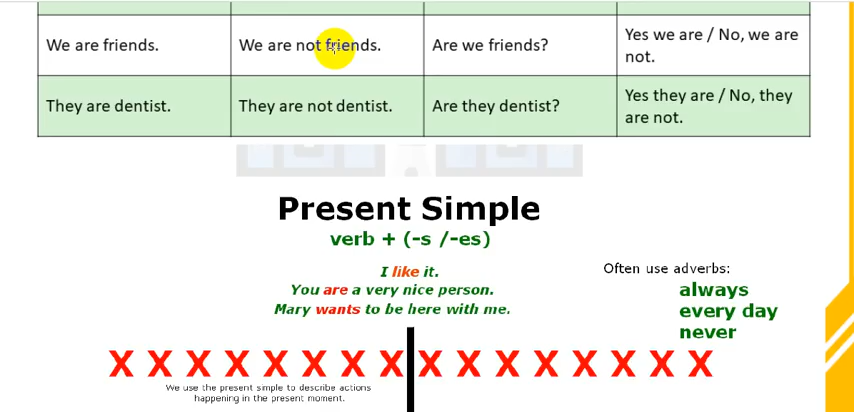 We are friends.
We are not friends.
Are we friends?
Yes we are / No, we are
not.
They are dentist.
They are not dentist.
Are they dentist?
Yes they are / No, they
are not.
Present Simple
verb + (-s /-es)
I like it.
You are a very nice person.
Mary wants to be here with me.
Often use adverbs:
always
every day
never
X X X X X X X X X X X X X X X X
We use the present simple to describe actions
happening in the present moment.